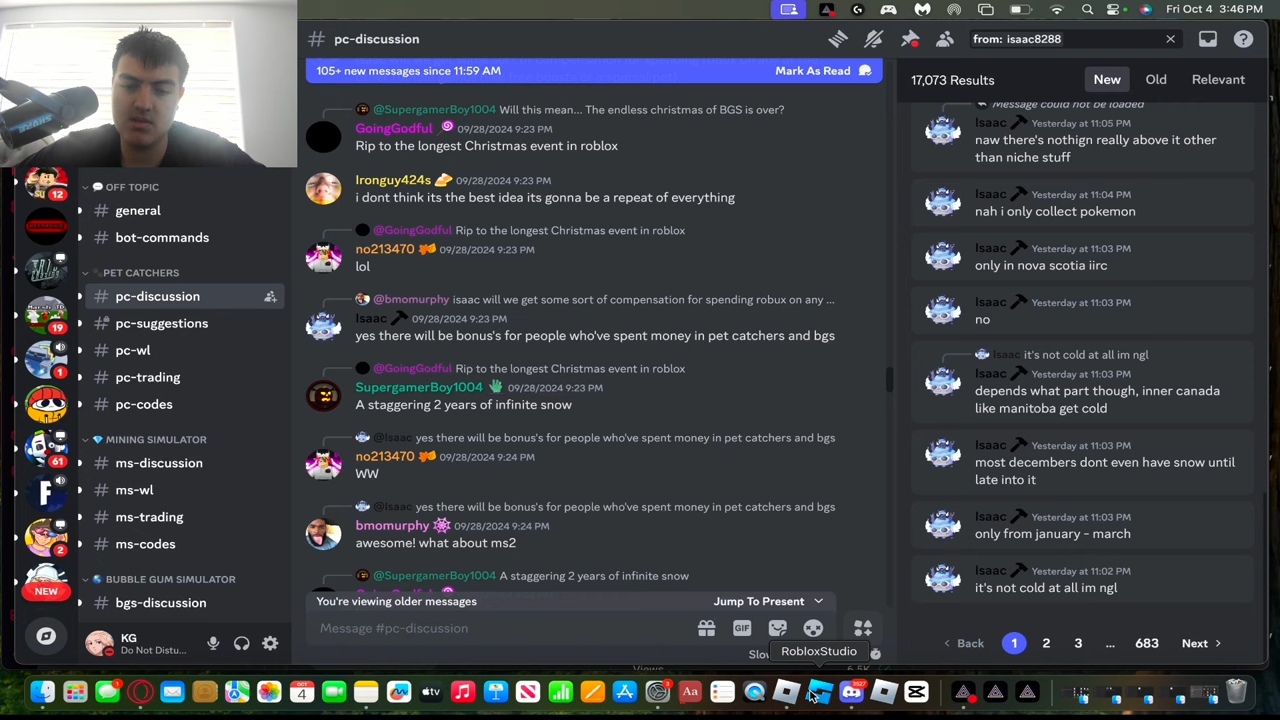 Fri Oct 4 3:46 PM
# pc-discussion
from: isaac8288
105+ new messages since 11:59 AM
Mark As Read
@SupergamerBoy1004 Will this mean... The endless christmas of BGS is over?
GoingGodful 09/28/2024 9:23 PM
Rip to the longest Christmas event in roblox
Ironguy424s 09/28/2024 9:23 PM
i dont think its the best idea its gonna be a repeat of everything
@GoingGodful Rip to the longest Christmas event in roblox
no213470 09/28/2024 9:23 PM
lol
@bmomurphy isaac will we get some sort of compensation for spending robux on any ...
Isaac 09/28/2024 9:23 PM
yes there will be bonus's for people who've spent money in pet catchers and bgs
@GoingGodful Rip to the longest Christmas event in roblox
SupergamerBoy1004 09/28/2024 9:23 PM
A staggering 2 years of infinite snow
@Isaac yes there will be bonus's for people who've spent money in pet catchers and bgs
no213470 09/28/2024 9:24 PM
WW
@Isaac yes there will be bonus's for people who've spent money in pet catchers and bgs
bmomurphy 09/28/2024 9:24 PM
awesome! what about ms2
@SupergamerBoy1004 A staggering 2 years of infinite snow
You're viewing older messages
Jump To Present
Message #pc-discussion
GIF
RobloxStudio
Slow
OFF TOPIC
# general
# bot-commands
PET CATCHERS
# pc-discussion
# pc-suggestions
# pc-wl
# pc-trading
# pc-codes
MINING SIMULATOR
# ms-discussion
# ms-wl
# ms-trading
# ms-codes
BUBBLE GUM SIMULATOR
# bgs-discussion
12
19
1
61
2
NEW
KG
Do Not Distu...
17,073 Results
New
Old
Relevant
Message could not be loaded
Isaac Yesterday at 11:05 PM
naw there's nothign really above it other
than niche stuff
Isaac Yesterday at 11:04 PM
nah i only collect pokemon
Isaac Yesterday at 11:03 PM
only in nova scotia iirc
Isaac Yesterday at 11:03 PM
no
Isaac it's not cold at all im ngl
Isaac Yesterday at 11:03 PM
depends what part though, inner canada
like manitoba get cold
Isaac Yesterday at 11:03 PM
most decembers dont even have snow until
late into it
Isaac Yesterday at 11:03 PM
only from january - march
Isaac Yesterday at 11:02 PM
it's not cold at all im ngl
Back
1
2
3
...
683
Next
Views
6.5K